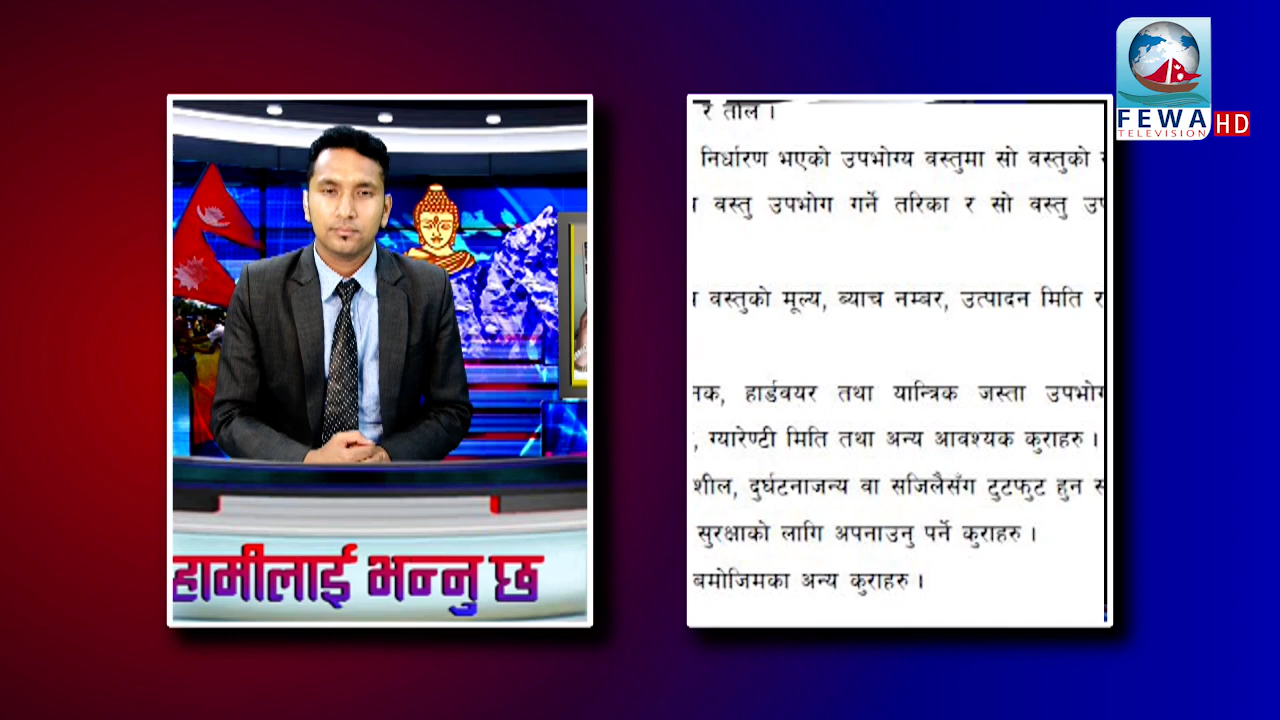 FEWA HD
TELEVISION
हामीलाई भन्नु छ
र तौल ।
निर्धारण भएको उपभोग्य वस्तुमा सो वस्तुको
वस्तु उपभोग गर्ने तरिका र सो वस्तु
वस्तुको मूल्य, ब्याच नम्बर, उत्पादन मिति र
हार्डवयर तथा यान्त्रिक जस्ता
, ग्यारेण्टी मिति तथा अन्य आवश्यक कुराहरु ।
शील, दुर्घटनाजन्य वा सजिलैसँग टुटफुट हुन
सुरक्षाको लागि अपनाउनु पर्ने कुराहरु ।
बमोजिमका अन्य कुराहरु ।